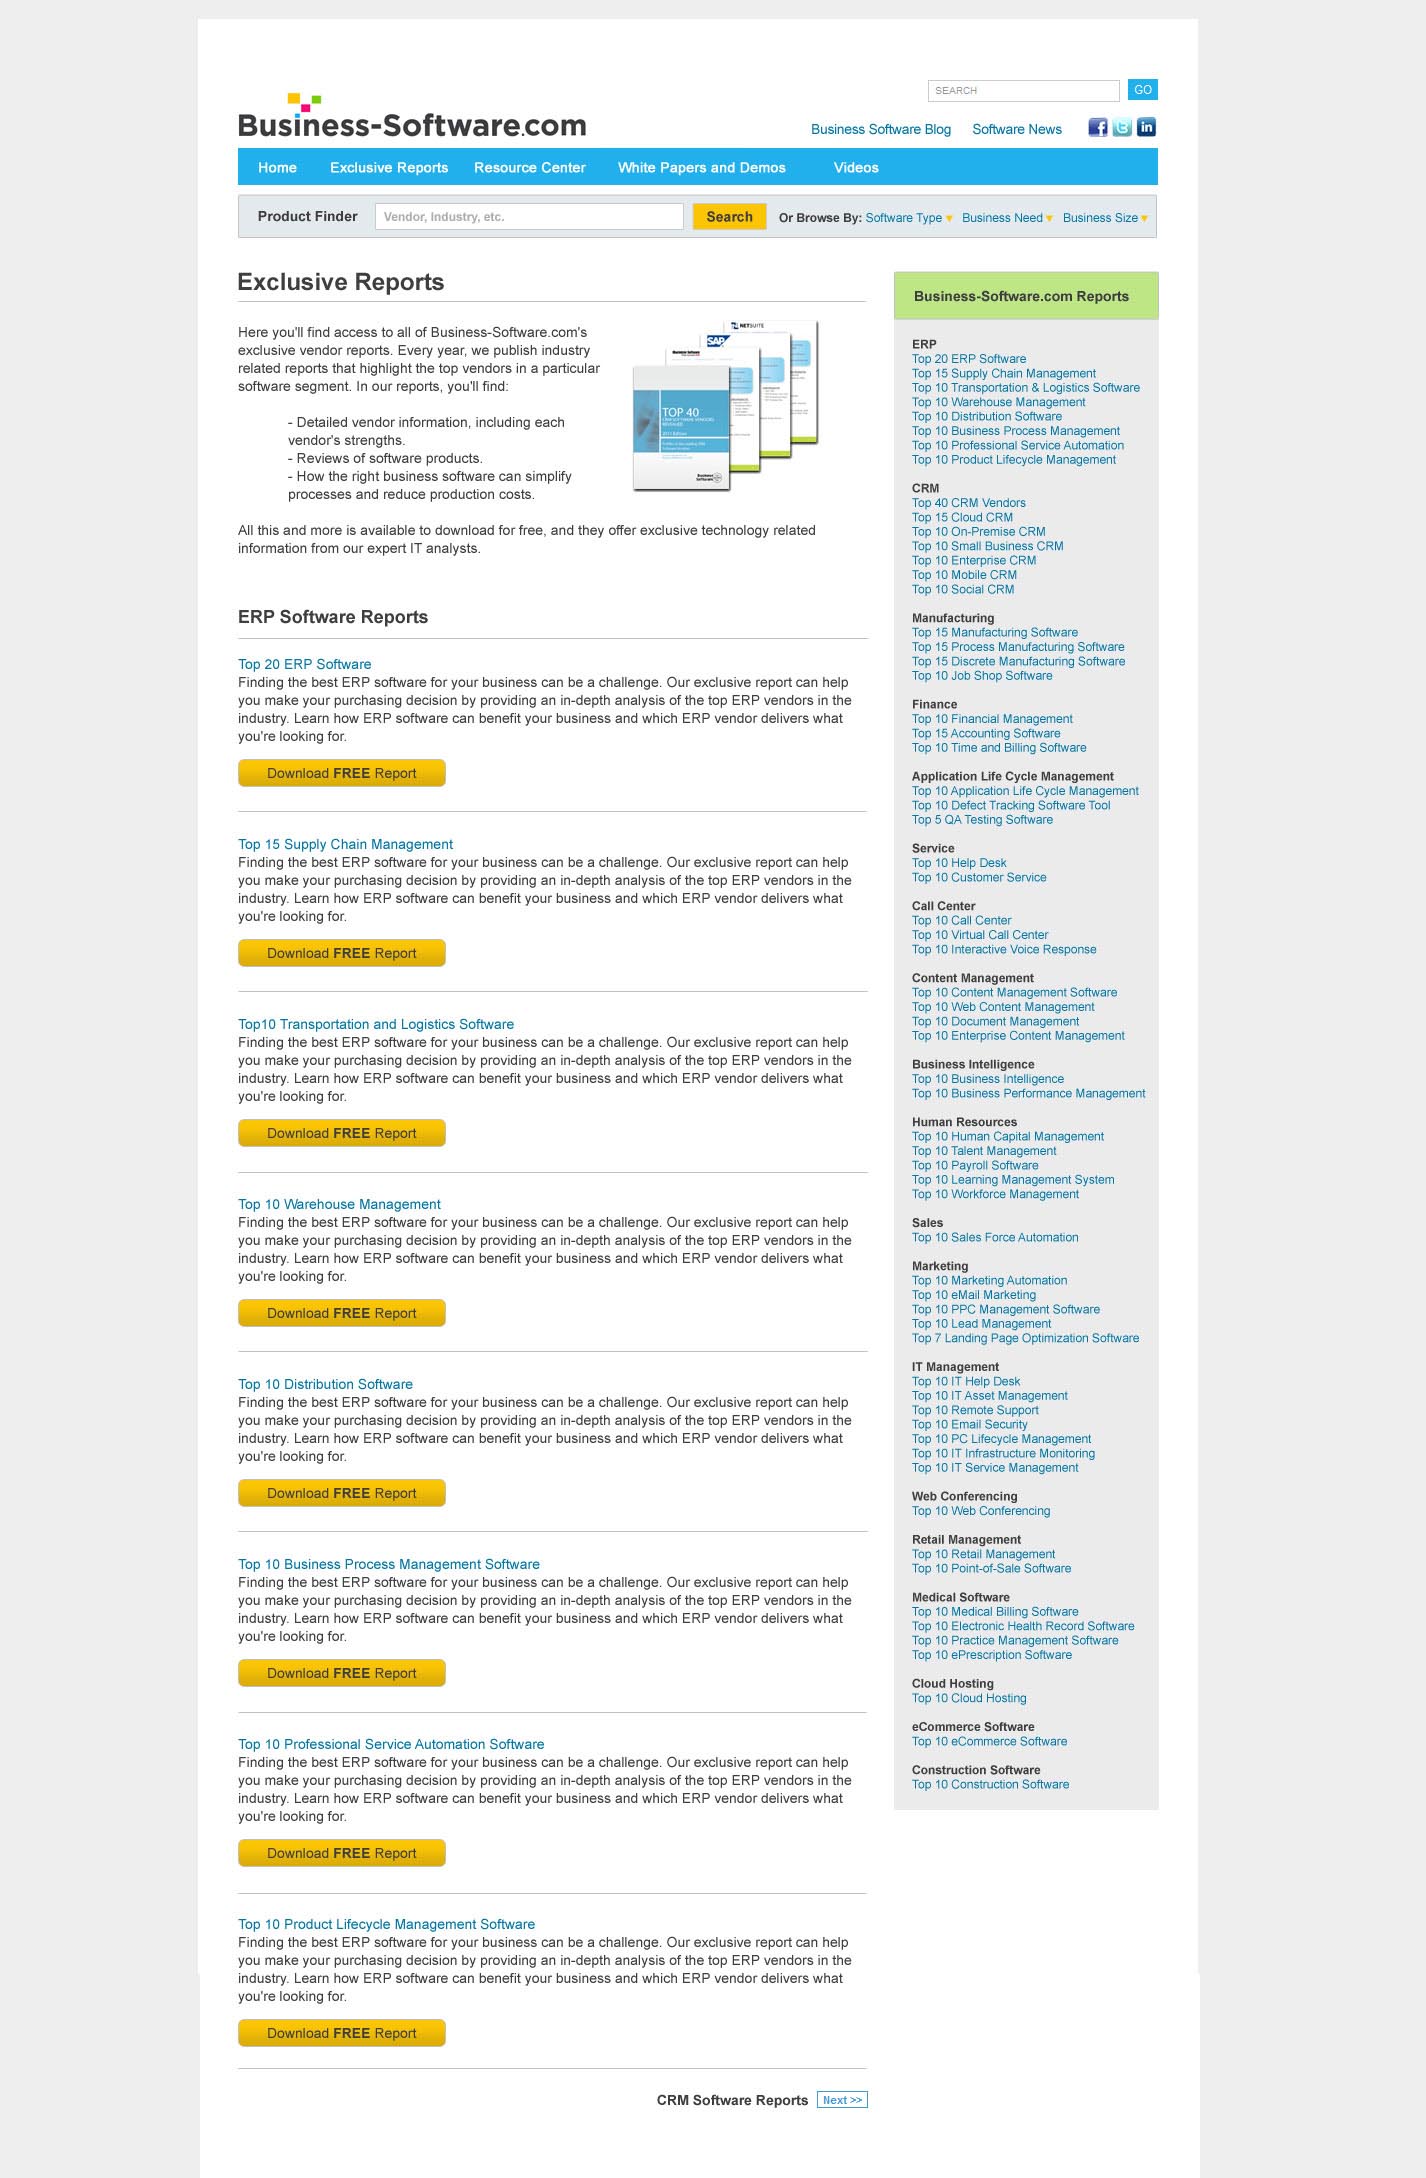 SEARCH
GO
Business-Software.com
Business Software Blog
Software News
Home
Exclusive Reports
Resource Center
White Papers and Demos
Videos
Product Finder
Vendor, Industry, etc.
Search
Or Browse By: Software Type
Business Need
Business Size
Exclusive Reports
Here you'll find access to all of Business-Software.com's
exclusive vendor reports. Every year, we publish industry
related reports that highlight the top vendors in a particular
software segment. In our reports, you'll find:
- Detailed vendor information, including each
vendor's strengths.
- Reviews of software products.
- How the right business software can simplify
processes and reduce production costs.
NETSUITE
SAP
TOP 40
All this and more is available to download for free, and they offer exclusive technology related
information from our expert IT analysts.
ERP Software Reports
Top 20 ERP Software
Finding the best ERP software for your business can be a challenge. Our exclusive report can help
you make your purchasing decision by providing an in-depth analysis of the top ERP vendors in the
industry. Learn how ERP software can benefit your business and which ERP vendor delivers what
you're looking for.
Download FREE Report
Top 15 Supply Chain Management
Finding the best ERP software for your business can be a challenge. Our exclusive report can help
you make your purchasing decision by providing an in-depth analysis of the top ERP vendors in the
industry. Learn how ERP software can benefit your business and which ERP vendor delivers what
you're looking for.
Download FREE Report
Top10 Transportation and Logistics Software
Finding the best ERP software for your business can be a challenge. Our exclusive report can help
you make your purchasing decision by providing an in-depth analysis of the top ERP vendors in the
industry. Learn how ERP software can benefit your business and which ERP vendor delivers what
you're looking for.
Download FREE Report
Top 10 Warehouse Management
Finding the best ERP software for your business can be a challenge. Our exclusive report can help
you make your purchasing decision by providing an in-depth analysis of the top ERP vendors in the
industry. Learn how ERP software can benefit your business and which ERP vendor delivers what
you're looking for.
Download FREE Report
Top 10 Distribution Software
Finding the best ERP software for your business can be a challenge. Our exclusive report can help
you make your purchasing decision by providing an in-depth analysis of the top ERP vendors in the
industry. Learn how ERP software can benefit your business and which ERP vendor delivers what
you're looking for.
Download FREE Report
Top 10 Business Process Management Software
Finding the best ERP software for your business can be a challenge. Our exclusive report can help
you make your purchasing decision by providing an in-depth analysis of the top ERP vendors in the
industry. Learn how ERP software can benefit your business and which ERP vendor delivers what
you're looking for.
Download FREE Report
Top 10 Professional Service Automation Software
Finding the best ERP software for your business can be a challenge. Our exclusive report can help
you make your purchasing decision by providing an in-depth analysis of the top ERP vendors in the
industry. Learn how ERP software can benefit your business and which ERP vendor delivers what
you're looking for.
Download FREE Report
Top 10 Product Lifecycle Management Software
Finding the best ERP software for your business can be a challenge. Our exclusive report can help
you make your purchasing decision by providing an in-depth analysis of the top ERP vendors in the
industry. Learn how ERP software can benefit your business and which ERP vendor delivers what
you're looking for.
Download FREE Report
CRM Software Reports
Next >>
Business-Software.com Reports
ERP
Top 20 ERP Software
Top 15 Supply Chain Management
Top 10 Transportation & Logistics Software
Top 10 Warehouse Management
Top 10 Distribution Software
Top 10 Business Process Management
Top 10 Professional Service Automation
Top 10 Product Lifecycle Management
CRM
Top 40 CRM Vendors
Top 15 Cloud CRM
Top 10 On-Premise CRM
Top 10 Small Business CRM
Top 10 Enterprise CRM
Top 10 Mobile CRM
Top 10 Social CRM
Manufacturing
Top 15 Manufacturing Software
Top 15 Process Manufacturing Software
Top 15 Discrete Manufacturing Software
Top 10 Job Shop Software
Finance
Top 10 Financial Management
Top 15 Accounting Software
Top 10 Time and Billing Software
Application Life Cycle Management
Top 10 Application Life Cycle Management
Top 10 Defect Tracking Software Tool
Top 5 QA Testing Software
Service
Top 10 Help Desk
Top 10 Customer Service
Call Center
Top 10 Call Center
Top 10 Virtual Call Center
Top 10 Interactive Voice Response
Content Management
Top 10 Content Management Software
Top 10 Web Content Management
Top 10 Document Management
Top 10 Enterprise Content Management
Business Intelligence
Top 10 Business Intelligence
Top 10 Business Performance Management
Human Resources
Top 10 Human Capital Management
Top 10 Talent Management
Top 10 Payroll Software
Top 10 Learning Management System
Top 10 Workforce Management
Sales
Top 10 Sales Force Automation
Marketing
Top 10 Marketing Automation
Top 10 eMail Marketing
Top 10 PPC Management Software
Top 10 Lead Management
Top 7 Landing Page Optimization Software
IT Management
Top 10 IT Help Desk
Top 10 IT Asset Management
Top 10 Remote Support
Top 10 Email Security
Top 10 PC Lifecycle Management
Top 10 IT Infrastructure Monitoring
Top 10 IT Service Management
Web Conferencing
Top 10 Web Conferencing
Retail Management
Top 10 Retail Management
Top 10 Point-of-Sale Software
Medical Software
Top 10 Medical Billing Software
Top 10 Electronic Health Record Software
Top 10 Practice Management Software
Top 10 ePrescription Software
Cloud Hosting
Top 10 Cloud Hosting
eCommerce Software
Top 10 eCommerce Software
Construction Software
Top 10 Construction Software